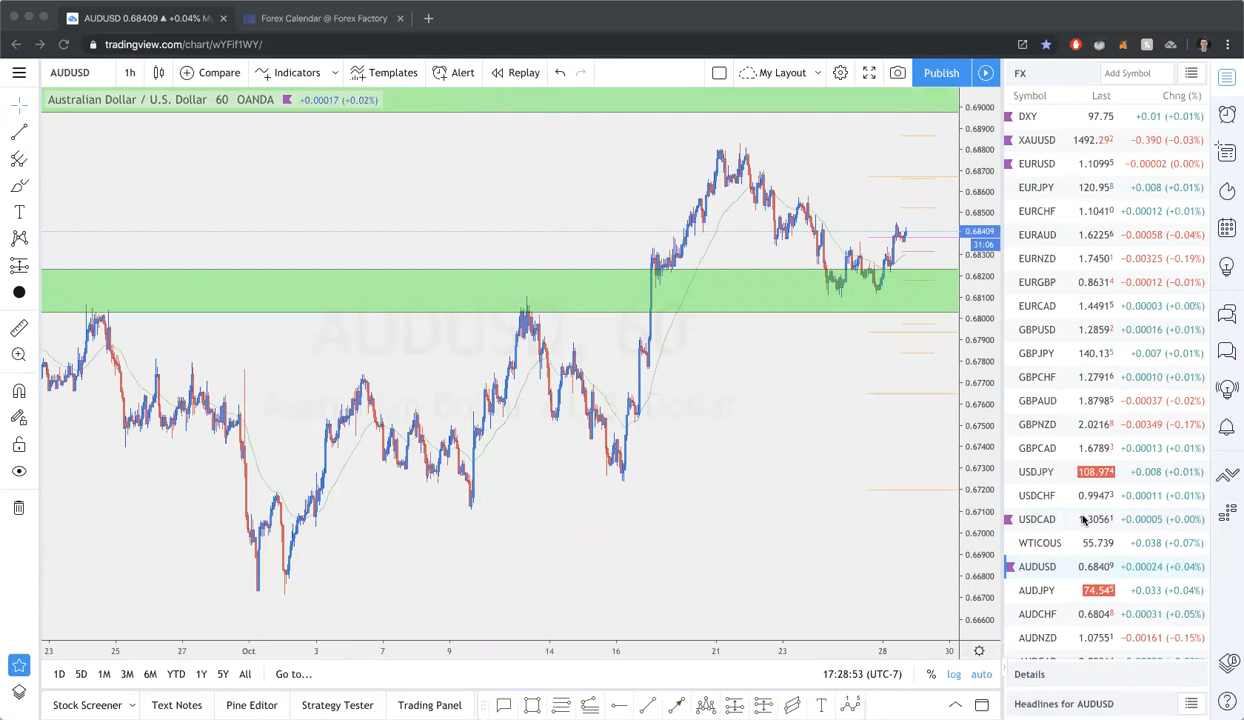 AUDUSD 0.68409 ▲ +0.04% M
Forex Calendar @ Forex Factory
tradingview.com/chart/wYFif1WY/
AUDUSD 1h Compare Indicators Templates Alert Replay My Layout Publish
FX Add Symbol
Symbol Last Chng (%)
Australian Dollar / U.S. Dollar 60 OANDA +0.00017 (+0.02%)
AUDUSD, 60
Australian Dollar / U.S. Dollar
0.69000
0.68900
0.68800
0.68700
0.68600
0.68500
0.68409
31:06
0.68300
0.68200
0.68100
0.68000
0.67900
0.67800
0.67700
0.67600
0.67500
0.67400
0.67300
0.67200
0.67100
0.67000
0.66900
0.66800
0.66700
0.66600
23 25 27 Oct 3 7 9 14 16 21 23 28 30
DXY 97.75 +0.01 (+0.01%)
XAUUSD 1492.292 −0.390 (−0.03%)
EURUSD 1.10995 −0.00002 (0.00%)
EURJPY 120.958 +0.008 (+0.01%)
EURCHF 1.10410 +0.00012 (+0.01%)
EURAUD 1.62256 −0.00058 (−0.04%)
EURNZD 1.74501 −0.00325 (−0.19%)
EURGBP 0.86314 −0.00012 (−0.01%)
EURCAD 1.44915 +0.00003 (+0.00%)
GBPUSD 1.28592 +0.00016 (+0.01%)
GBPJPY 140.135 +0.007 (+0.01%)
GBPCHF 1.27916 +0.00010 (+0.01%)
GBPAUD 1.87985 −0.00037 (−0.02%)
GBPNZD 2.02168 −0.00349 (−0.17%)
GBPCAD 1.67893 +0.00013 (+0.01%)
USDJPY 108.974 +0.008 (+0.01%)
USDCHF 0.99473 +0.00011 (+0.01%)
USDCAD 1.30561 +0.00005 (+0.00%)
WTICOUS 55.739 +0.038 (+0.07%)
AUDUSD 0.68409 +0.00024 (+0.04%)
AUDJPY 74.545 +0.033 (+0.04%)
AUDCHF 0.68048 +0.00031 (+0.05%)
AUDNZD 1.07551 −0.00161 (−0.15%)
1D 5D 1M 3M 6M YTD 1Y 5Y All Go to... 17:28:53 (UTC-7) % log auto
Details
Stock Screener Text Notes Pine Editor Strategy Tester Trading Panel
Headlines for AUDUSD